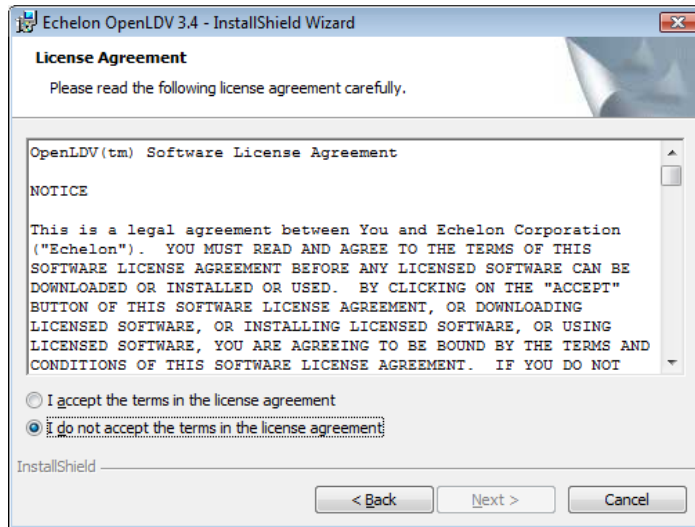 Echelon OpenLDV 3.4 - InstallShield Wizard
License Agreement
Please read the following license agreement carefully.
OpenLDV(tm) Software License Agreement
NOTICE
This is a legal agreement between You and Echelon Corporation
("Echelon").  YOU MUST READ AND AGREE TO THE TERMS OF THIS
SOFTWARE LICENSE AGREEMENT BEFORE ANY LICENSED SOFTWARE CAN BE
DOWNLOADED OR INSTALLED OR USED.  BY CLICKING ON THE "ACCEPT"
BUTTON OF THIS SOFTWARE LICENSE AGREEMENT, OR DOWNLOADING
LICENSED SOFTWARE, OR INSTALLING LICENSED SOFTWARE, OR USING
LICENSED SOFTWARE, YOU ARE AGREEING TO BE BOUND BY THE TERMS AND
CONDITIONS OF THIS SOFTWARE LICENSE AGREEMENT.  IF YOU DO NOT
I accept the terms in the license agreement
I do not accept the terms in the license agreement
InstallShield
< Back Next > Cancel